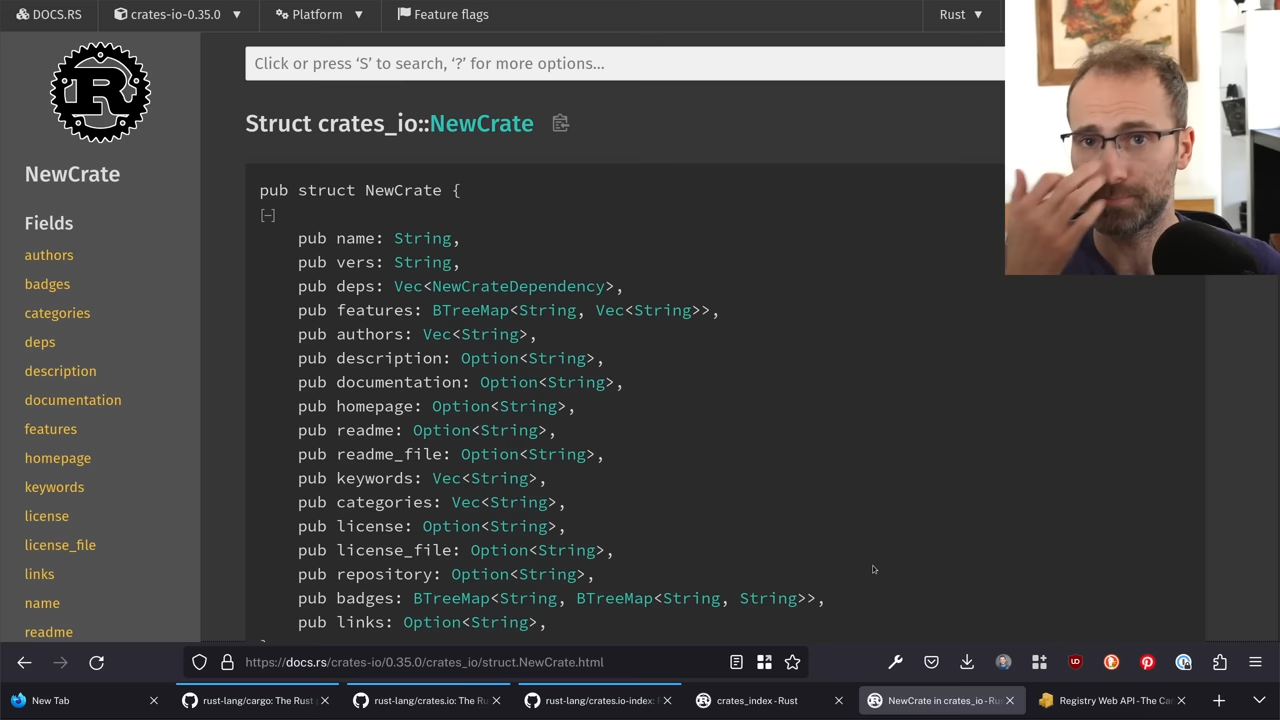 DOCS.RS
crates-io-0.35.0
Platform
Feature flags
Rust
R
NewCrate
Fields
authors
badges
categories
deps
description
documentation
features
homepage
keywords
license
license_file
links
name
readme
Click or press ‘S’ to search, ‘?’ for more options...
Struct crates_io::NewCrate
pub struct NewCrate {
[−]
pub name: String,
pub vers: String,
pub deps: Vec<NewCrateDependency>,
pub features: BTreeMap<String, Vec<String>>,
pub authors: Vec<String>,
pub description: Option<String>,
pub documentation: Option<String>,
pub homepage: Option<String>,
pub readme: Option<String>,
pub readme_file: Option<String>,
pub keywords: Vec<String>,
pub categories: Vec<String>,
pub license: Option<String>,
pub license_file: Option<String>,
pub repository: Option<String>,
pub badges: BTreeMap<String, BTreeMap<String, String>>,
pub links: Option<String>,
https://docs.rs/crates-io/0.35.0/crates_io/struct.NewCrate.html
New Tab
rust-lang/cargo: The Rust
rust-lang/crates.io: The Ru
rust-lang/crates.io-index:
crates_index - Rust
NewCrate in crates_io - Ru
Registry Web API - The Car